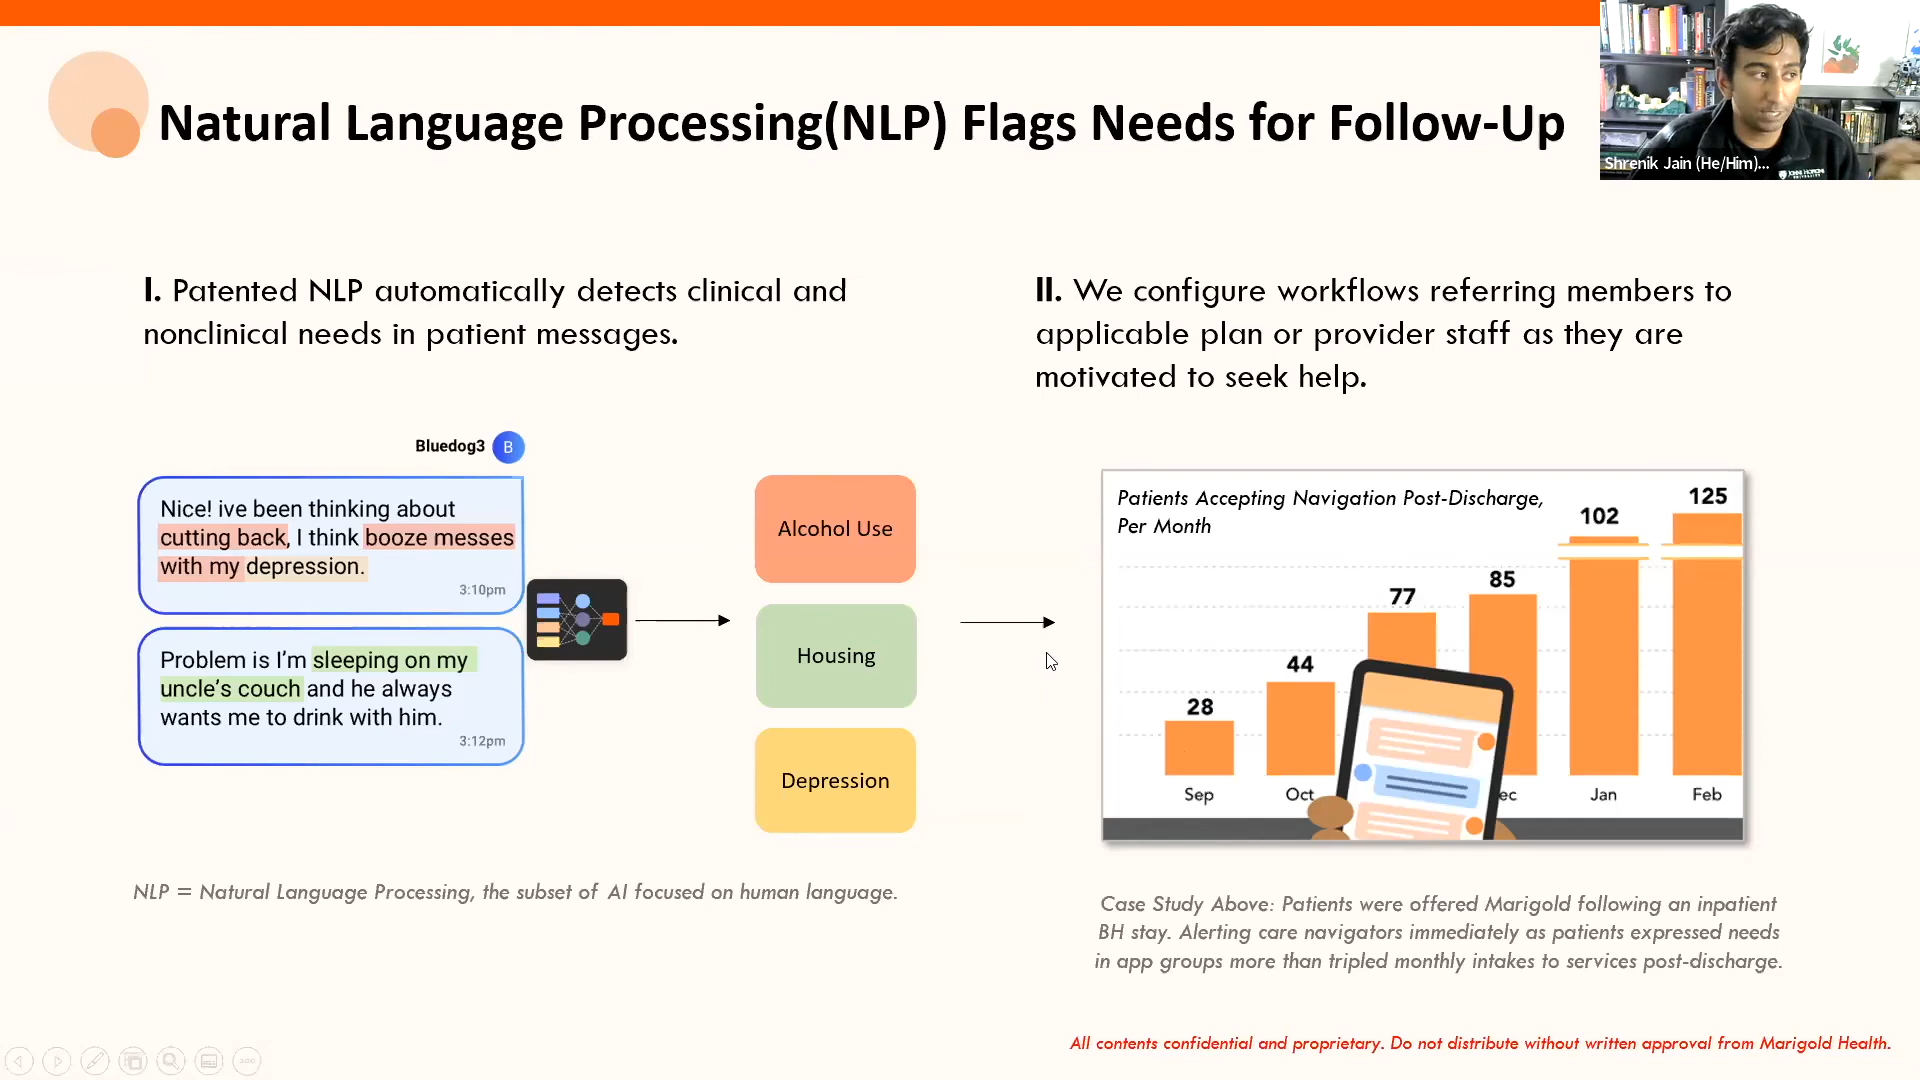 Natural Language Processing(NLP) Flags Needs for Follow-Up
Shrenik Jain (He/Him)...
I. Patented NLP automatically detects clinical and
nonclinical needs in patient messages.
II. We configure workflows referring members to
applicable plan or provider staff as they are
motivated to seek help.
Bluedog3 B
Nice! ive been thinking about
cutting back, I think booze messes
with my depression.
3:10pm
Problem is I'm sleeping on my
uncle's couch and he always
wants me to drink with him.
3:12pm
Alcohol Use
Housing
Depression
Patients Accepting Navigation Post-Discharge,
Per Month
28
44
77
85
102
125
Sep
Oct
ec
Jan
Feb
NLP = Natural Language Processing, the subset of AI focused on human language.
Case Study Above: Patients were offered Marigold following an inpatient
BH stay. Alerting care navigators immediately as patients expressed needs
in app groups more than tripled monthly intakes to services post-discharge.
All contents confidential and proprietary. Do not distribute without written approval from Marigold Health.